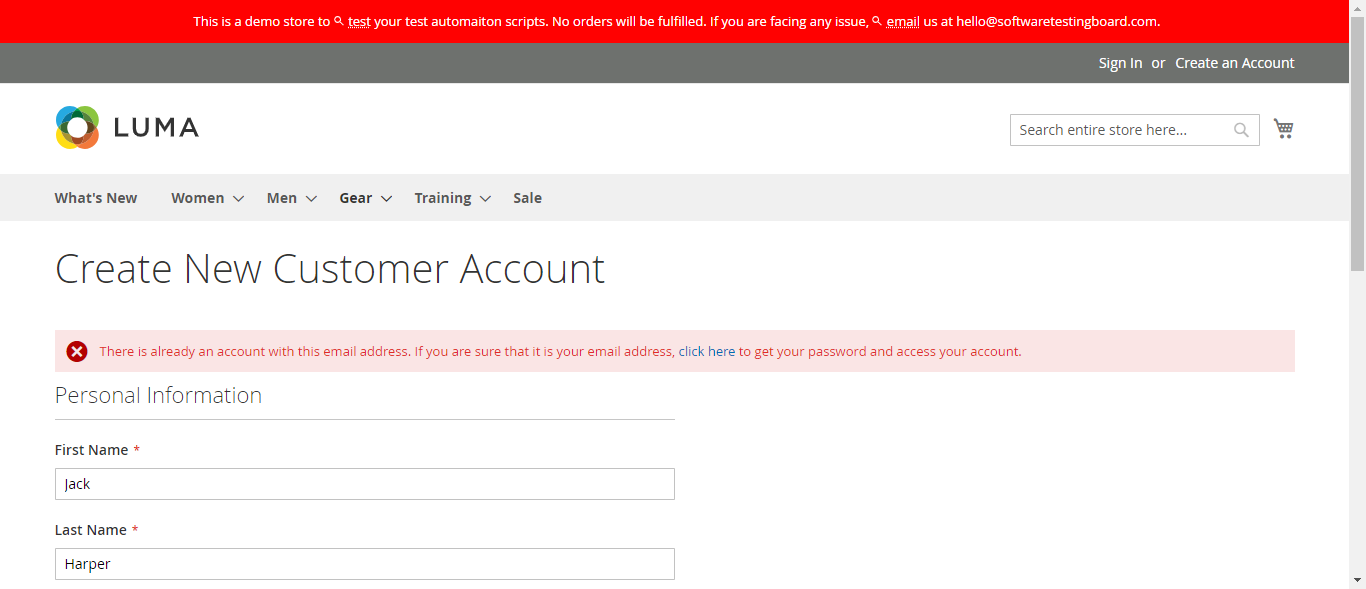 This is a demo store to test your test automaiton scripts. No orders will be fulfilled. If you are facing any issue, email us at hello@softwaretestingboard.com.
Sign In or Create an Account
LUMA
Search entire store here...
What's New Women Men Gear Training Sale
Create New Customer Account
There is already an account with this email address. If you are sure that it is your email address, click here to get your password and access your account.
Personal Information
First Name *
Jack
Last Name *
Harper